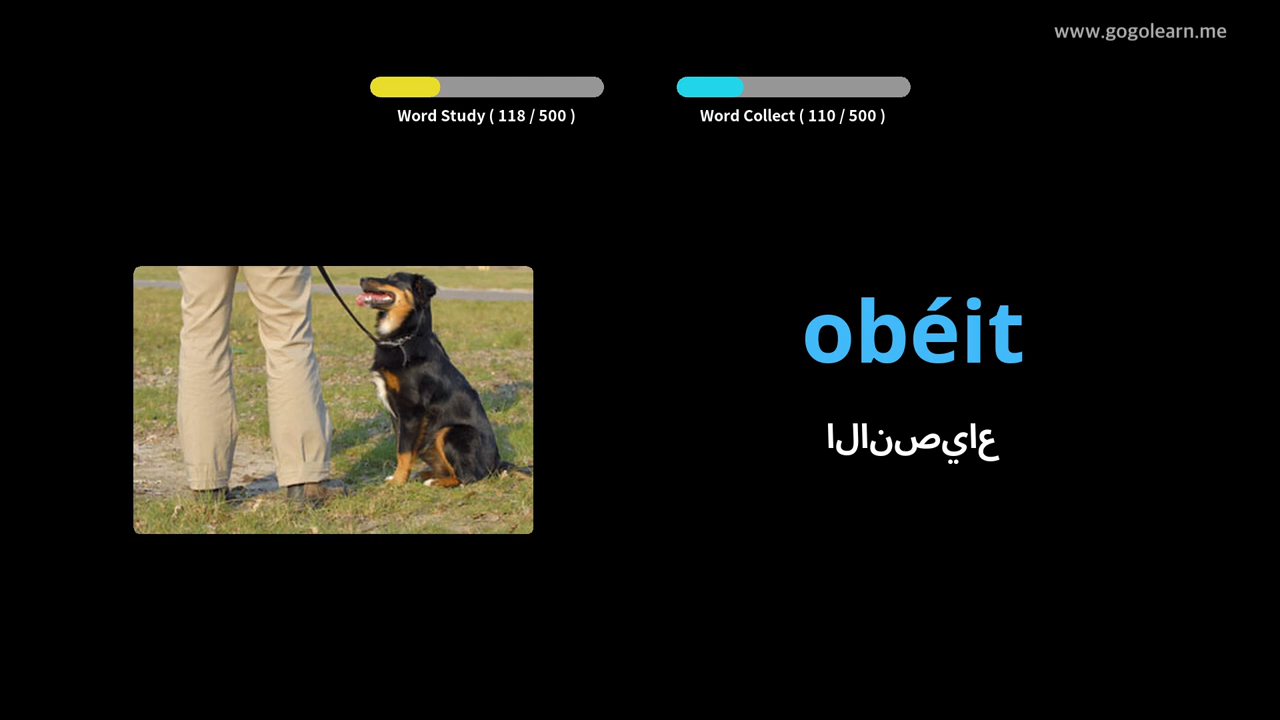 www.gogolearn.me
Word Study ( 118 / 500 )
Word Collect ( 110 / 500 )
obéit
الانصياع